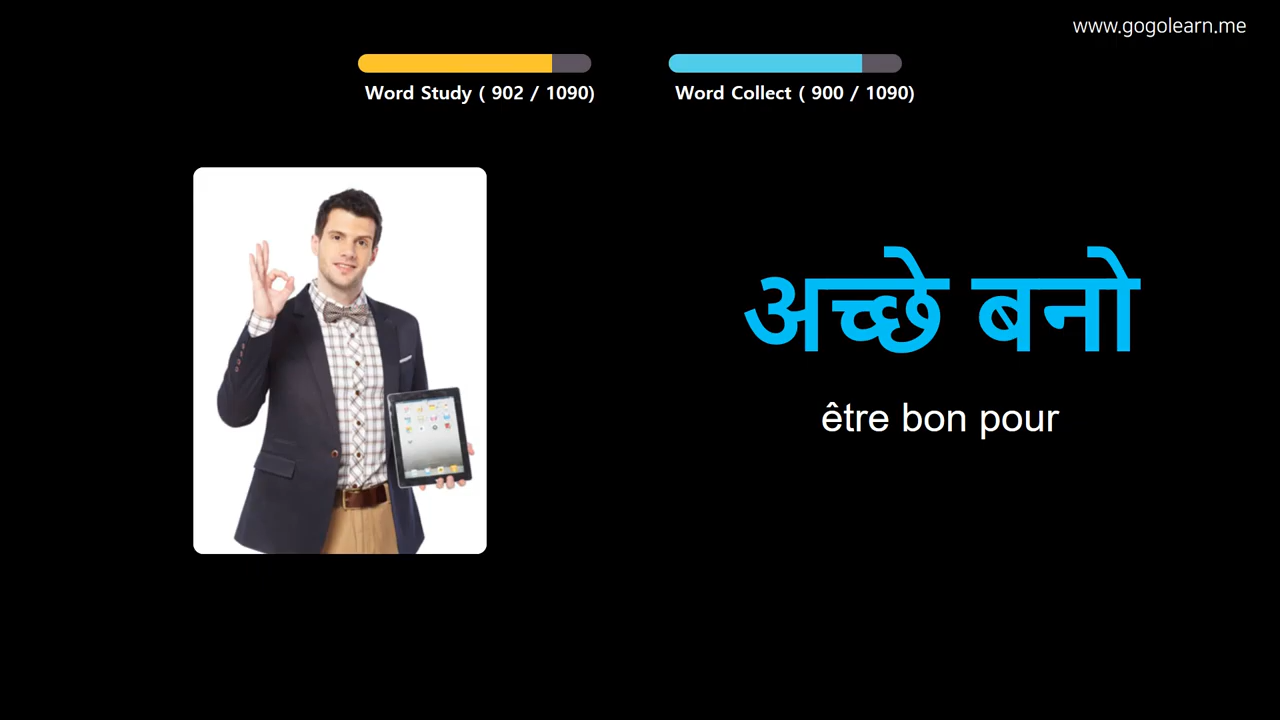 www.gogolearn.me
Word Study ( 902 / 1090)
Word Collect ( 900 / 1090)
अच्छे बनो
être bon pour